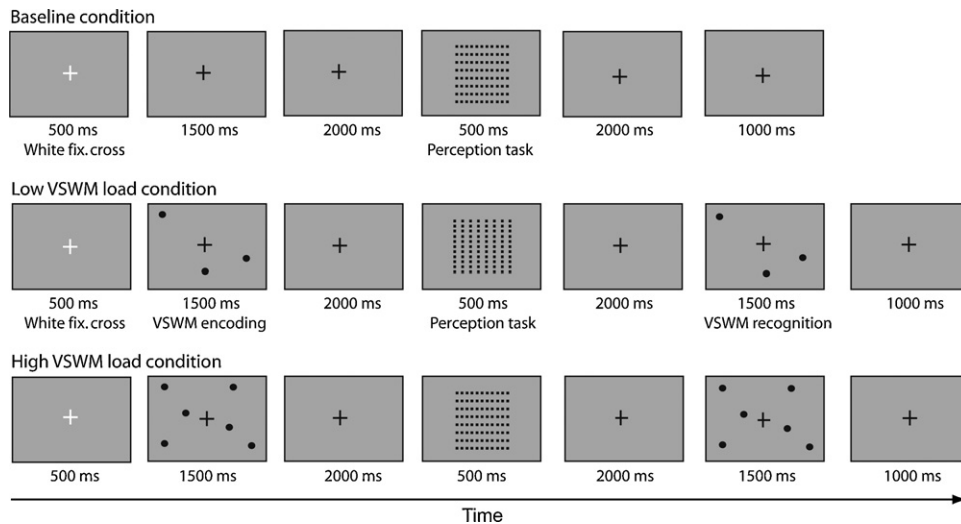 Baseline condition
500 ms 1500 ms 2000 ms 500 ms 2000 ms 1000 ms
White fix. cross Perception task
Low VSWM load condition
500 ms 1500 ms 2000 ms 500 ms 2000 ms 1500 ms 1000 ms
White fix. cross VSWM encoding Perception task VSWM recognition
High VSWM load condition
500 ms 1500 ms 2000 ms 500 ms 2000 ms 1500 ms 1000 ms
Time